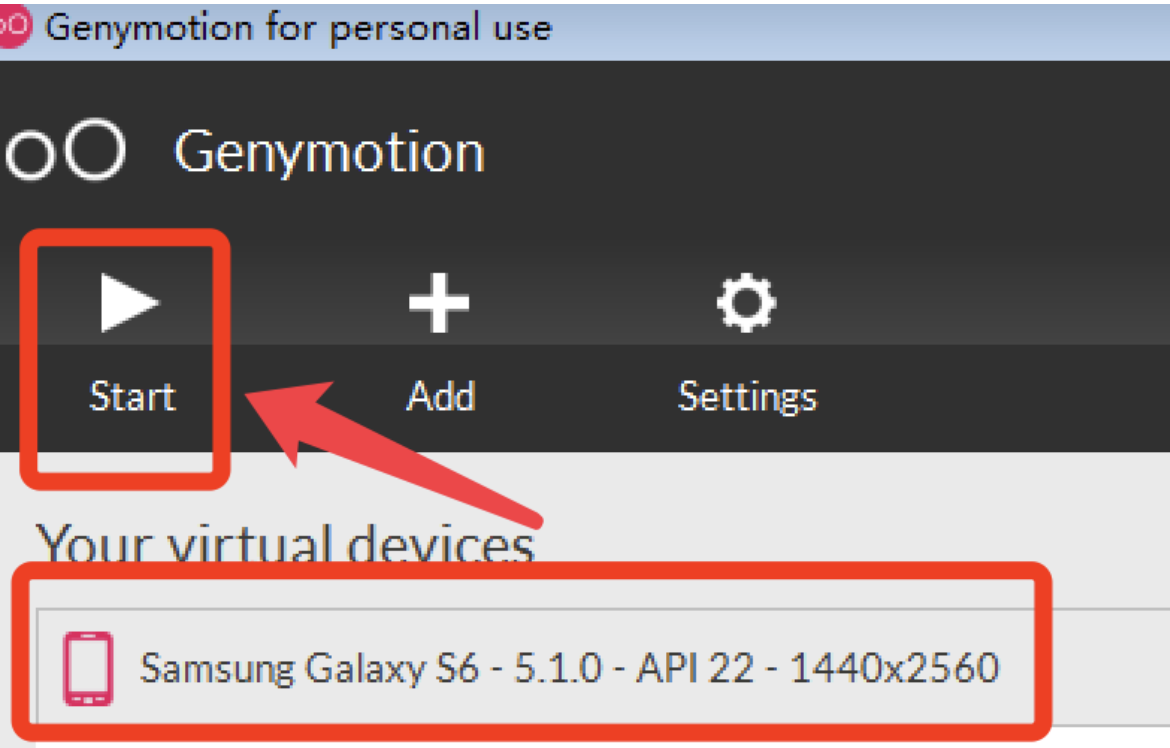 Genymotion for personal use
Genymotion
Start Add Settings
Your virtual devices
Samsung Galaxy S6 - 5.1.0 - API 22 - 1440x2560